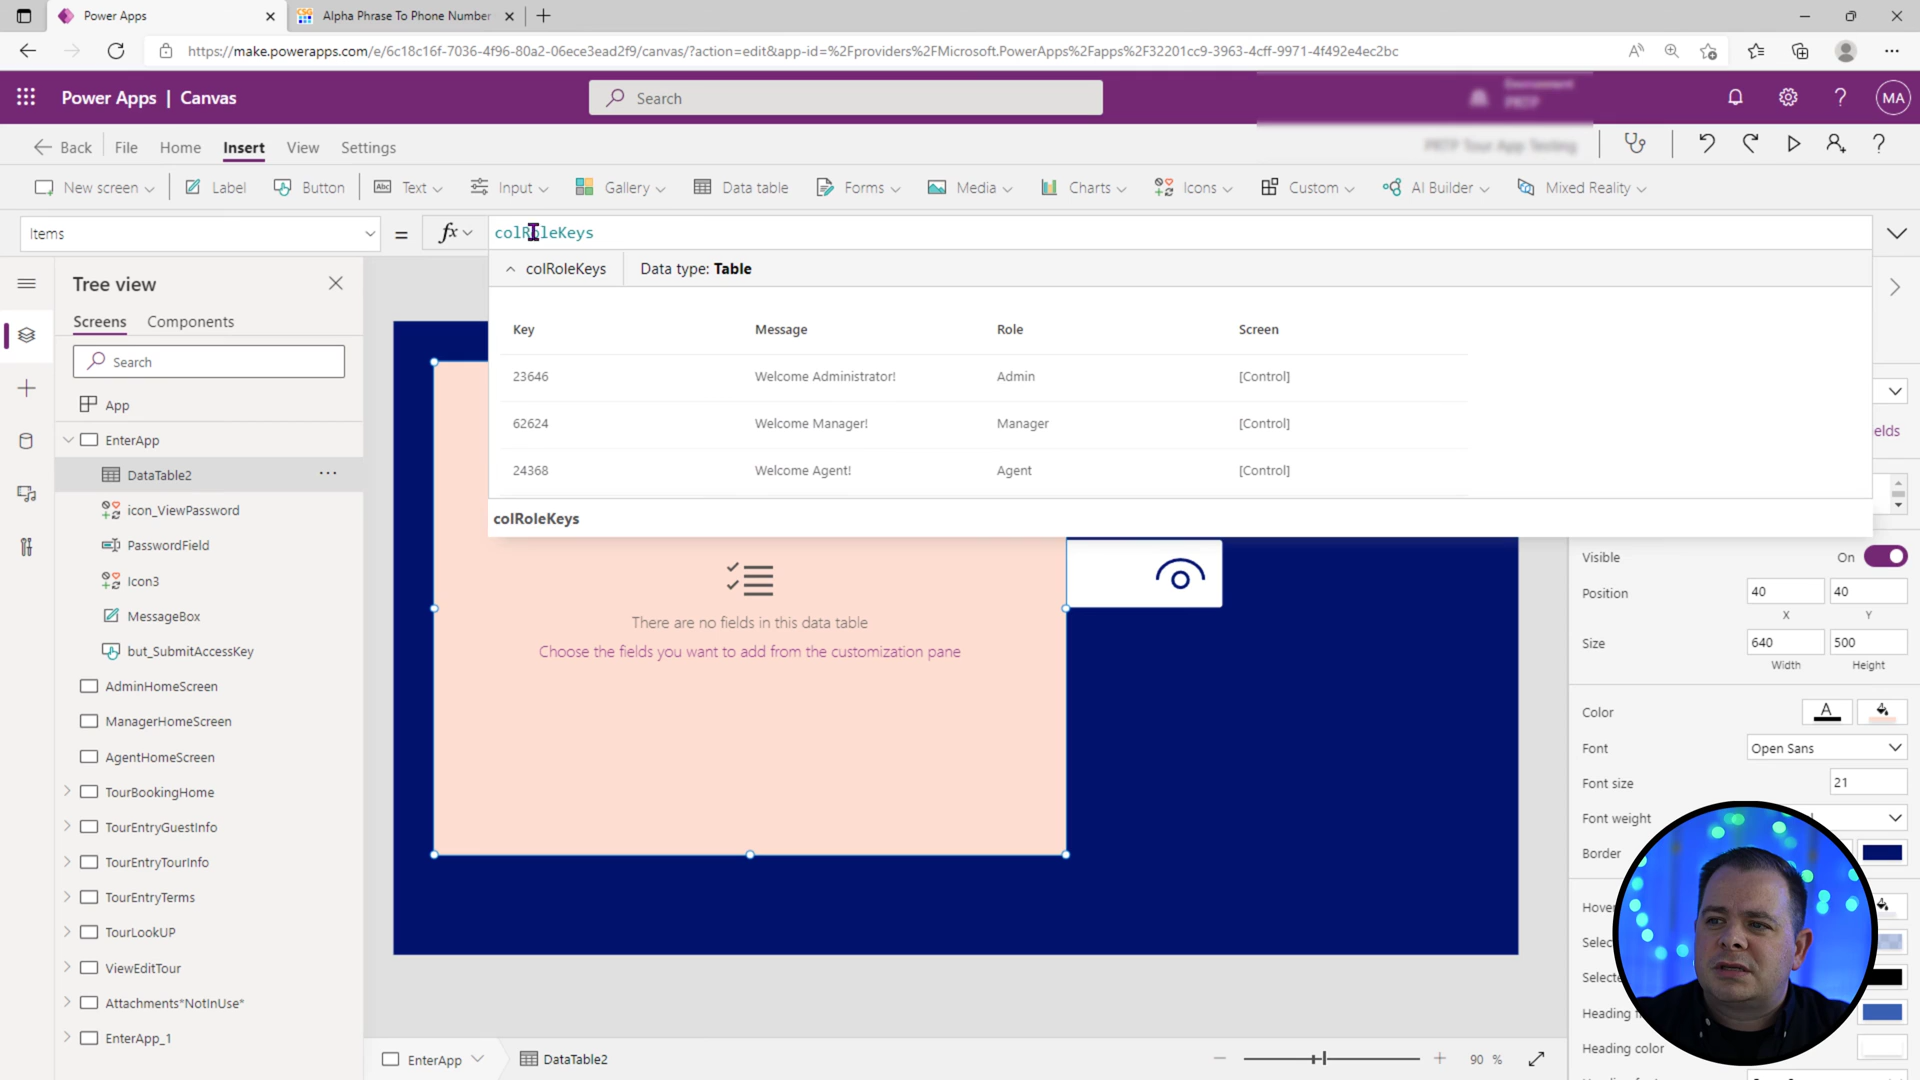 Power Apps
Alpha Phrase To Phone Number
https://make.powerapps.com/e/6c18c16f-7036-4f96-80a2-06ece3ead2f9/canvas/?action=edit&app-id=%2Fproviders%2FMicrosoft.PowerApps%2Fapps%2F32201cc9-3963-4cff-9971-4f492e4ec2bc
Power Apps | Canvas
Search
MA
Back
File
Home
Insert
View
Settings
PRTP Tour App Testing
New screen
Label
Button
Text
Input
Gallery
Data table
Forms
Media
Charts
Icons
Custom
AI Builder
Mixed Reality
Items
=
fx
colRoleKeys
colRoleKeys
Data type: Table
Key
Message
Role
Screen
23646
Welcome Administrator!
Admin
[Control]
62624
Welcome Manager!
Manager
[Control]
24368
Welcome Agent!
Agent
[Control]
colRoleKeys
Tree view
Screens
Components
Search
App
EnterApp
DataTable2
icon_ViewPassword
PasswordField
Icon3
MessageBox
but_SubmitAccessKey
AdminHomeScreen
ManagerHomeScreen
AgentHomeScreen
TourBookingHome
TourEntryGuestInfo
TourEntryTourInfo
TourEntryTerms
TourLookUP
ViewEditTour
Attachments*NotInUse*
EnterApp_1
There are no fields in this data table
Choose the fields you want to add from the customization pane
elds
Visible
On
Position
40
40
X
Y
Size
640
500
Width
Height
Color
Font
Open Sans
Font size
21
Font weight
Border
Hover
Selec
Selecte
Heading f
Heading color
EnterApp
DataTable2
90 %